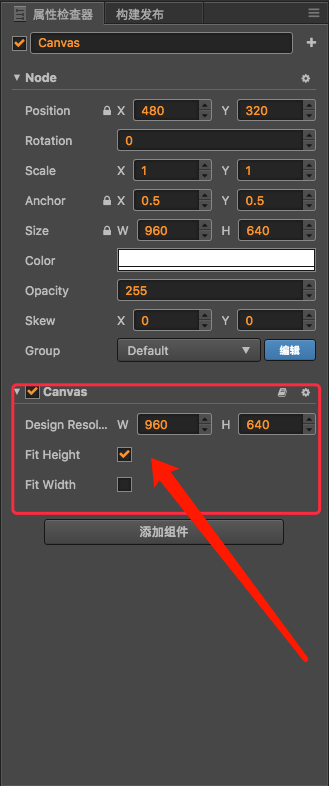 属性检查器 构建发布
Canvas
Node
Position X 480 Y 320
Rotation 0
Scale X 1 Y 1
Anchor X 0.5 Y 0.5
Size W 960 H 640
Color
Opacity 255
Skew X 0 Y 0
Group Default 编辑
Canvas
Design Resol... W 960 H 640
Fit Height
Fit Width
添加组件